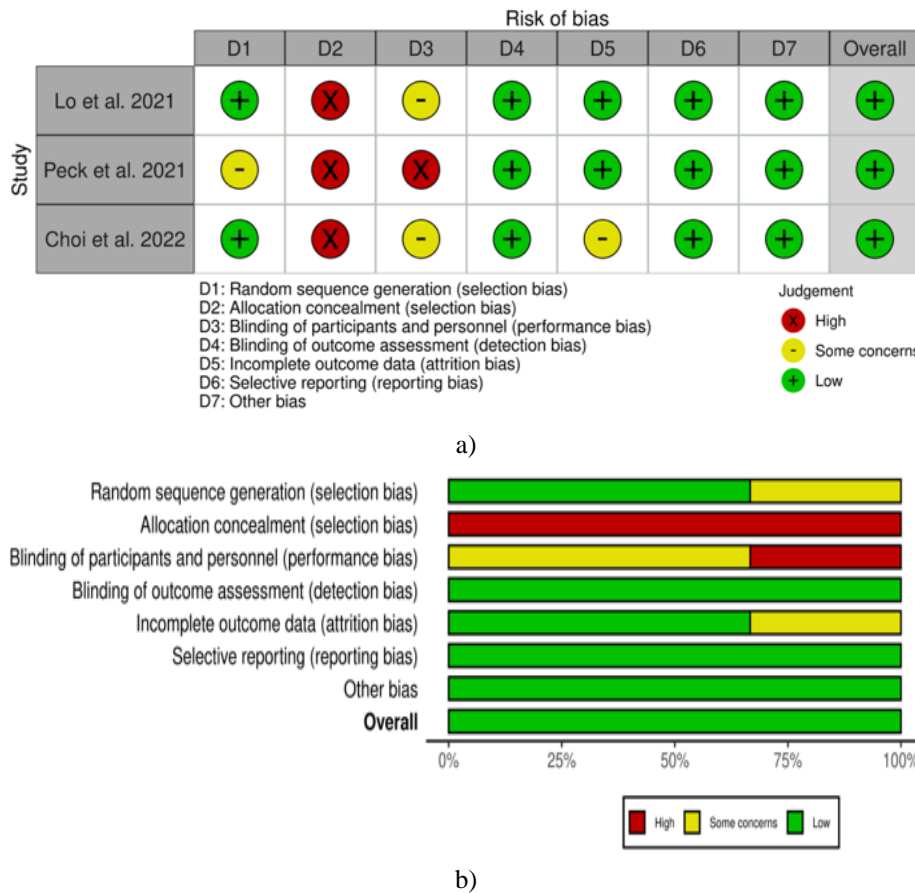 Risk of bias
D1 D2 D3 D4 D5 D6 D7 Overall
Study
Lo et al. 2021 + X - + + + + +
Peck et al. 2021 - X X + + + + +
Choi et al. 2022 + X - + - + + +
D1: Random sequence generation (selection bias)
D2: Allocation concealment (selection bias)
D3: Blinding of participants and personnel (performance bias)
D4: Blinding of outcome assessment (detection bias)
D5: Incomplete outcome data (attrition bias)
D6: Selective reporting (reporting bias)
D7: Other bias
Judgement
X High
- Some concerns
+ Low
a)
Random sequence generation (selection bias)
Allocation concealment (selection bias)
Blinding of participants and personnel (performance bias)
Blinding of outcome assessment (detection bias)
Incomplete outcome data (attrition bias)
Selective reporting (reporting bias)
Other bias
Overall
0% 25% 50% 75% 100%
High Some concerns Low
b)